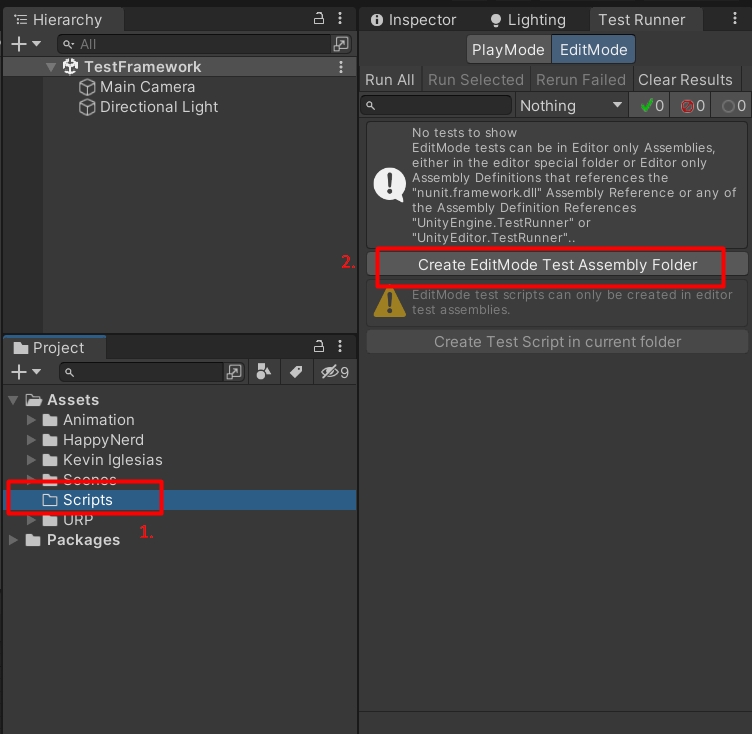 Hierarchy
All
TestFramework
Main Camera
Directional Light
Inspector
Lighting
Test Runner
PlayMode
EditMode
Run All
Run Selected
Rerun Failed
Clear Results
Nothing
0
0
0
No tests to show
EditMode tests can be in Editor only Assemblies,
either in the editor special folder or Editor only
Assembly Definitions that references the
"nunit.framework.dll" Assembly Reference or any of
the Assembly Definition References
"UnityEngine.TestRunner" or
"UnityEditor.TestRunner"..
2.
Create EditMode Test Assembly Folder
EditMode test scripts can only be created in editor
test assemblies.
Create Test Script in current folder
Project
9
Assets
Animation
HappyNerd
Kevin Iglesias
Scenes
Scripts
URP
1.
Packages